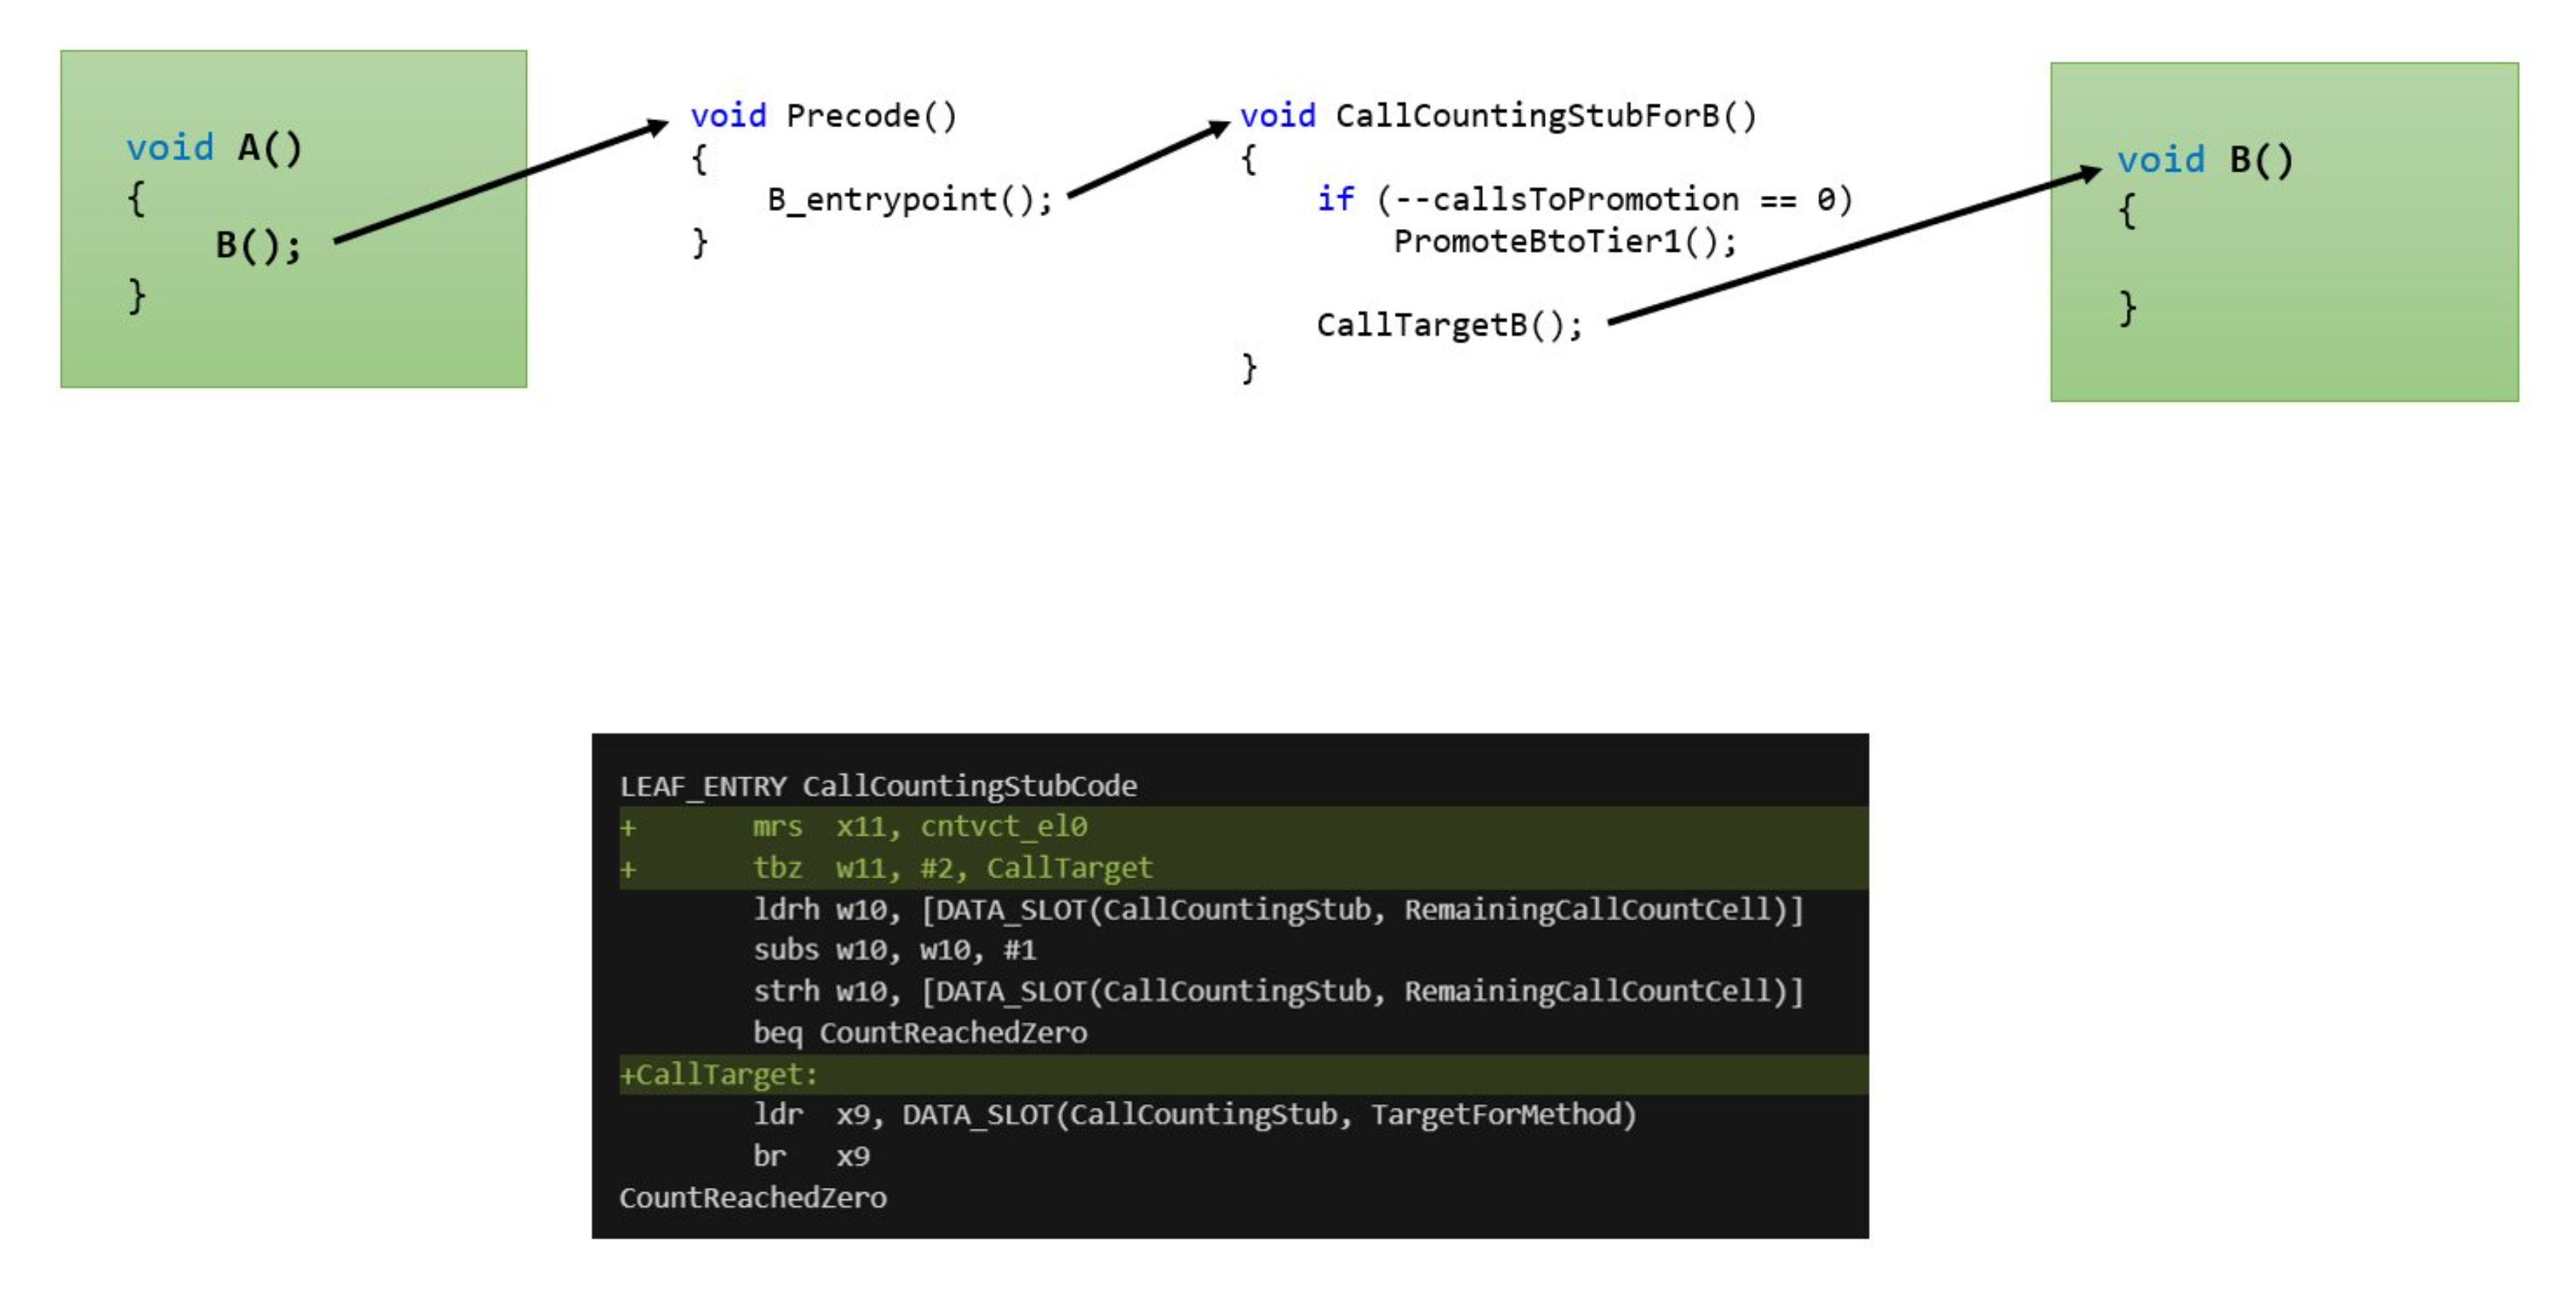 void A()
{
B();
}
void Precode()
{
B_entrypoint();
}
void CallCountingStubForB()
{
if (--callsToPromotion == 0)
PromoteBtoTier1();
CallTargetB();
}
void B()
{
}
LEAF_ENTRY CallCountingStubCode
+ mrs x11, cntvct_el0
+ tbz w11, #2, CallTarget
ldrh w10, [DATA_SLOT(CallCountingStub, RemainingCallCountCell)]
subs w10, w10, #1
strh w10, [DATA_SLOT(CallCountingStub, RemainingCallCountCell)]
beq CountReachedZero
+CallTarget:
ldr x9, DATA_SLOT(CallCountingStub, TargetForMethod)
br x9
CountReachedZero